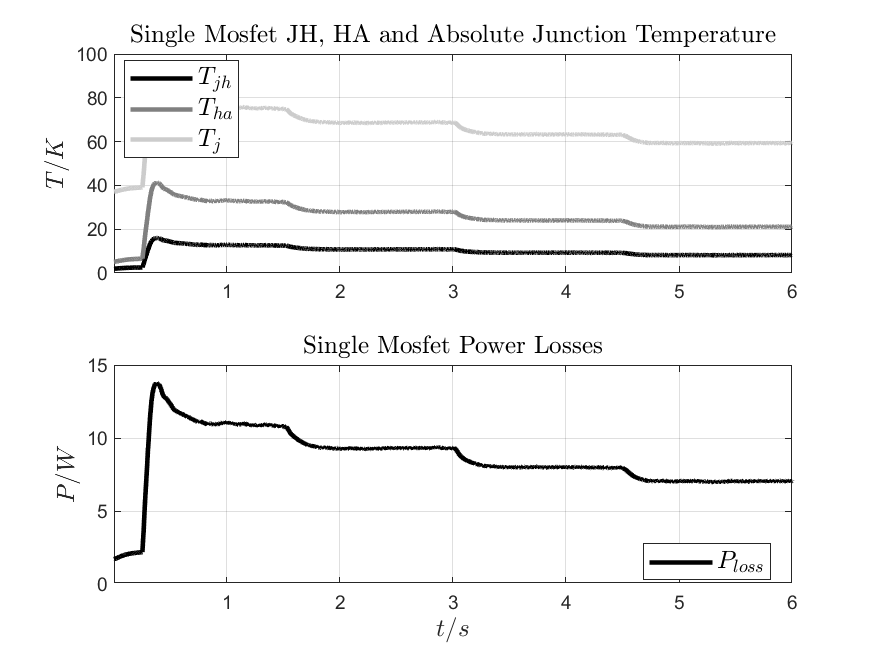 Single Mosfet JH, HA and Absolute Junction Temperature
100
80
60
40
20
0
T/K
T_jh
T_ha
T_j
1 2 3 4 5 6
Single Mosfet Power Losses
15
10
5
0
P/W
P_loss
1 2 3 4 5 6
t/s